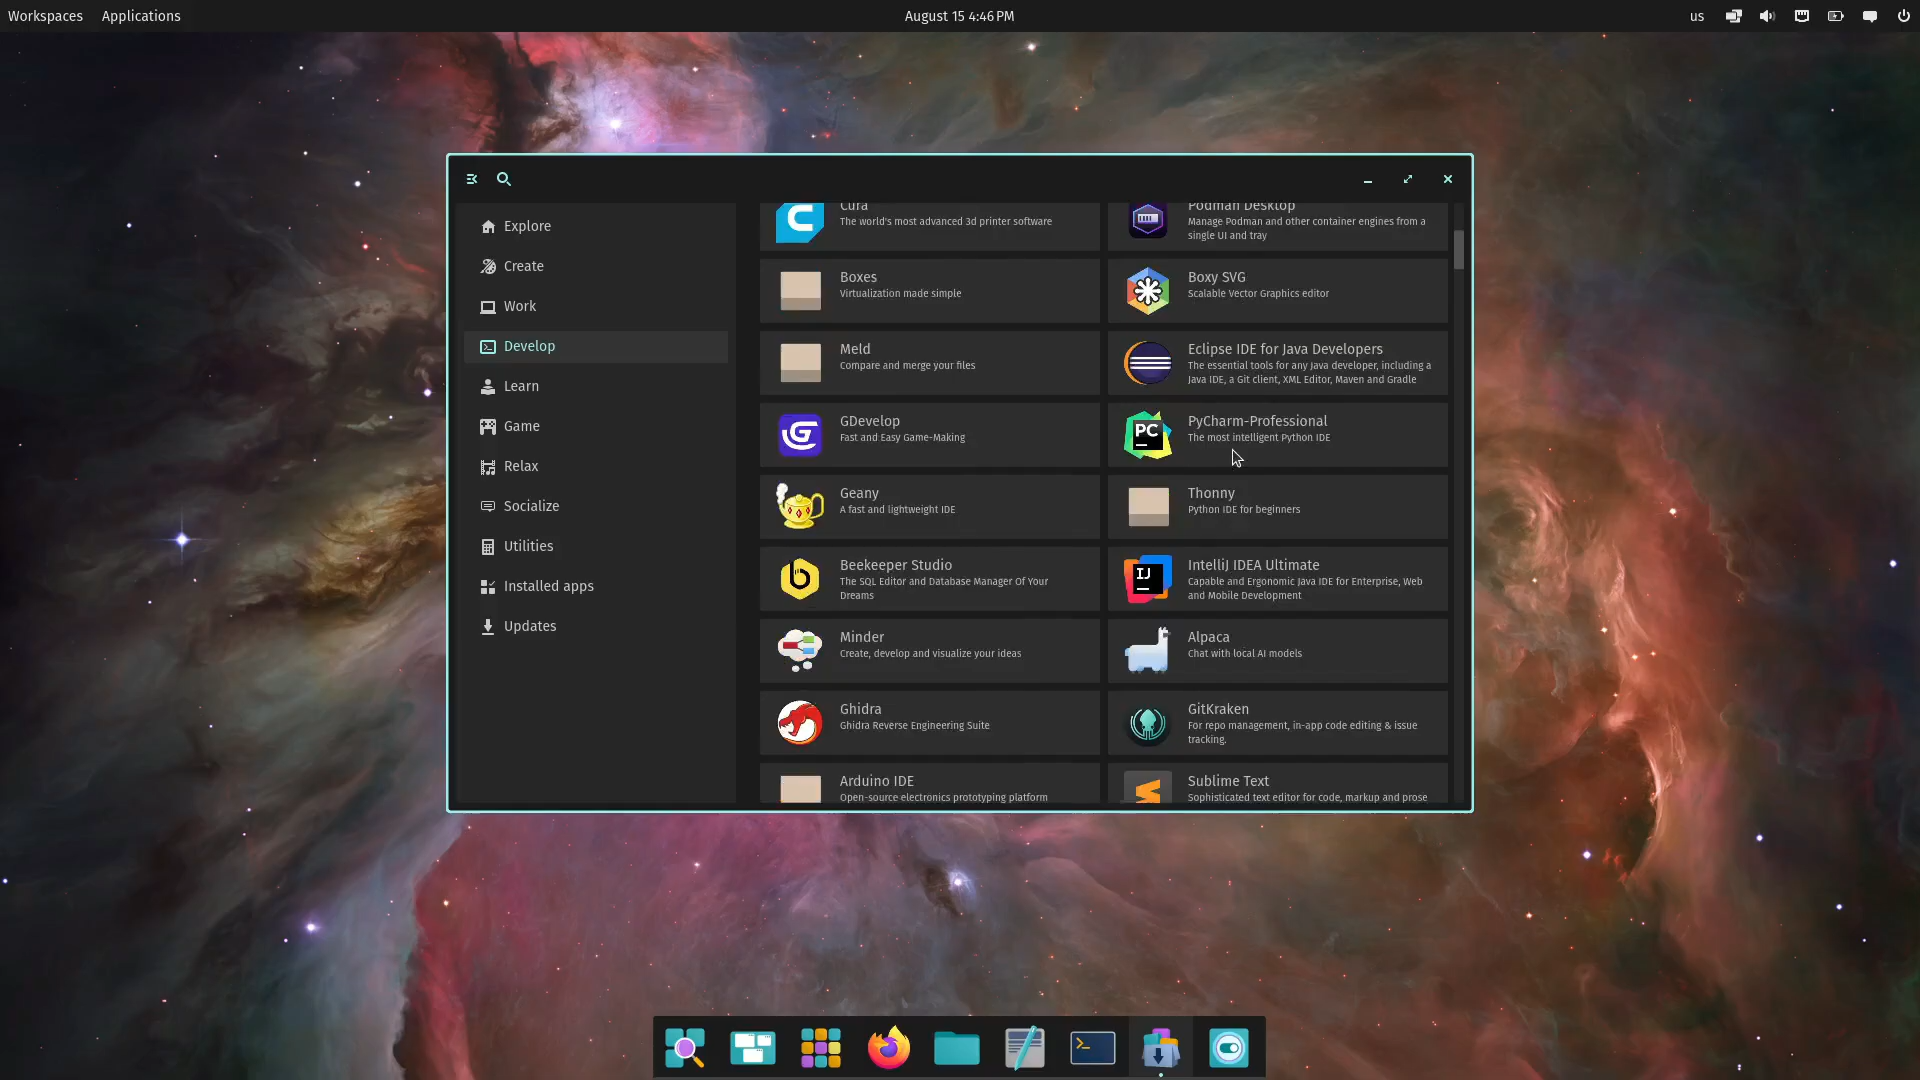 Workspaces Applications August 15 4:46 PM us
Explore
Create
Work
Develop
Learn
Game
Relax
Socialize
Utilities
Installed apps
Updates
Cura
The world's most advanced 3d printer software
Podman Desktop
Manage Podman and other container engines from a
single UI and tray
Boxes
Virtualization made simple
Boxy SVG
Scalable Vector Graphics editor
Meld
Compare and merge your files
Eclipse IDE for Java Developers
The essential tools for any Java developer, including a
Java IDE, a Git client, XML Editor, Maven and Gradle
GDevelop
Fast and Easy Game-Making
PC
PyCharm-Professional
The most intelligent Python IDE
Geany
A fast and lightweight IDE
Thonny
Python IDE for beginners
Beekeeper Studio
The SQL Editor and Database Manager Of Your
Dreams
IJ
IntelliJ IDEA Ultimate
Capable and Ergonomic Java IDE for Enterprise, Web
and Mobile Development
Minder
Create, develop and visualize your ideas
Alpaca
Chat with local AI models
Ghidra
Ghidra Reverse Engineering Suite
GitKraken
For repo management, in-app code editing & issue
tracking.
Arduino IDE
Open-source electronics prototyping platform
Sublime Text
Sophisticated text editor for code, markup and prose